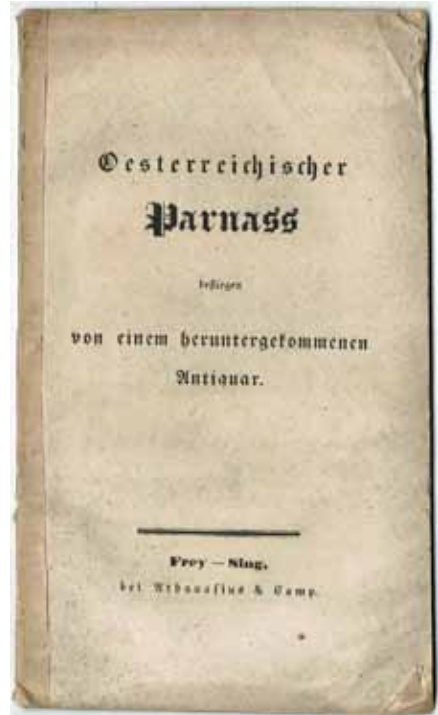 Oesterreichischer
Parnass
bestiegen
von einem heruntergekommenen
Antiquar.
Frey — Sing,
bei Athanasius & Comp.